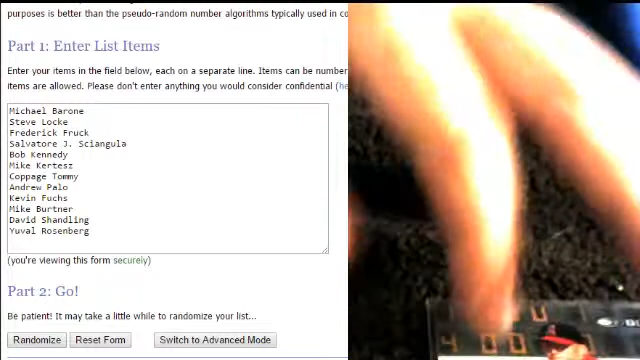 purposes is better than the pseudo-random number algorithms typically used in co
Part 1: Enter List Items
Enter your items in the field below, each on a separate line. Items can be number
items are allowed. Please don't enter anything you would consider confidential (he
Michael Barone
Steve Locke
Frederick Fruck
Salvatore J. Sciangula
Bob Kennedy
Mike Kertesz
Coppage Tommy
Andrew Palo
Kevin Fuchs
Mike Burtner
David Shandling
Yuval Rosenberg
(you're viewing this form securely)
Part 2: Go!
Be patient! It may take a little while to randomize your list...
Randomize
Reset Form
Switch to Advanced Mode